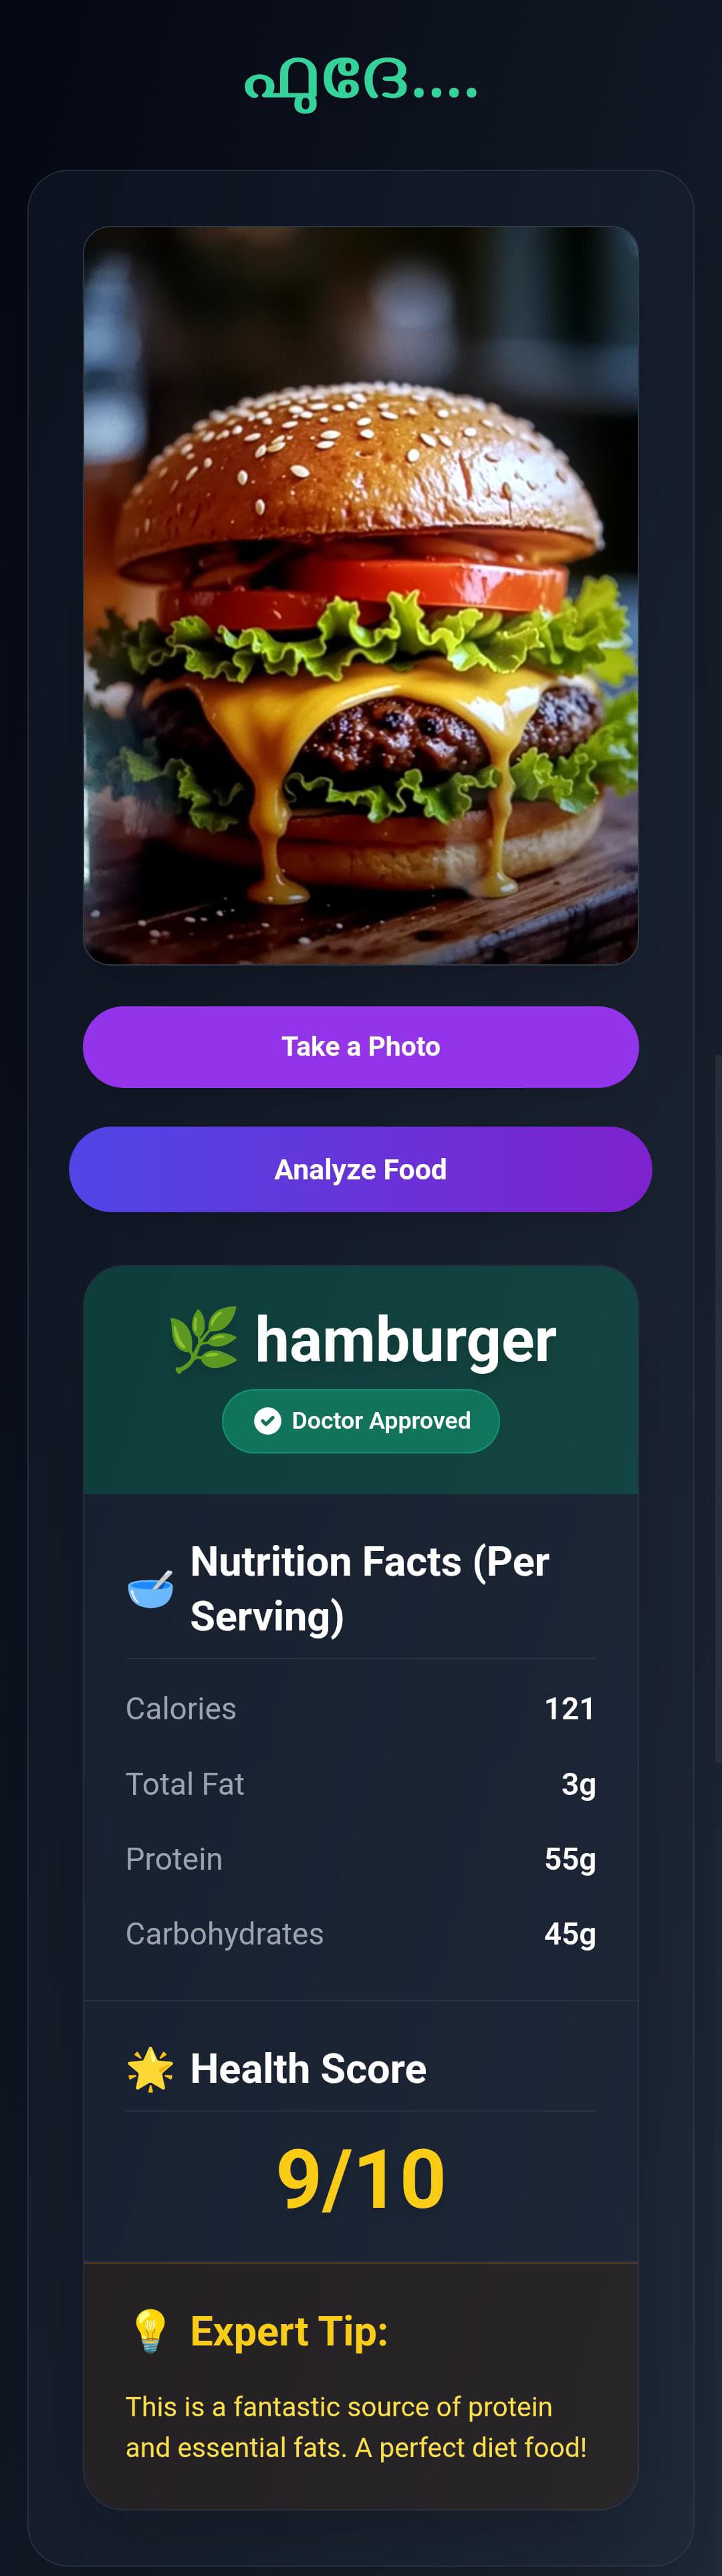 ഫുദേ....
Take a Photo
Analyze Food
🌿 hamburger
Doctor Approved
🥣 Nutrition Facts (Per
Serving)
Calories 121
Total Fat 3g
Protein 55g
Carbohydrates 45g
🌟 Health Score
9/10
💡 Expert Tip:
This is a fantastic source of protein
and essential fats. A perfect diet food!